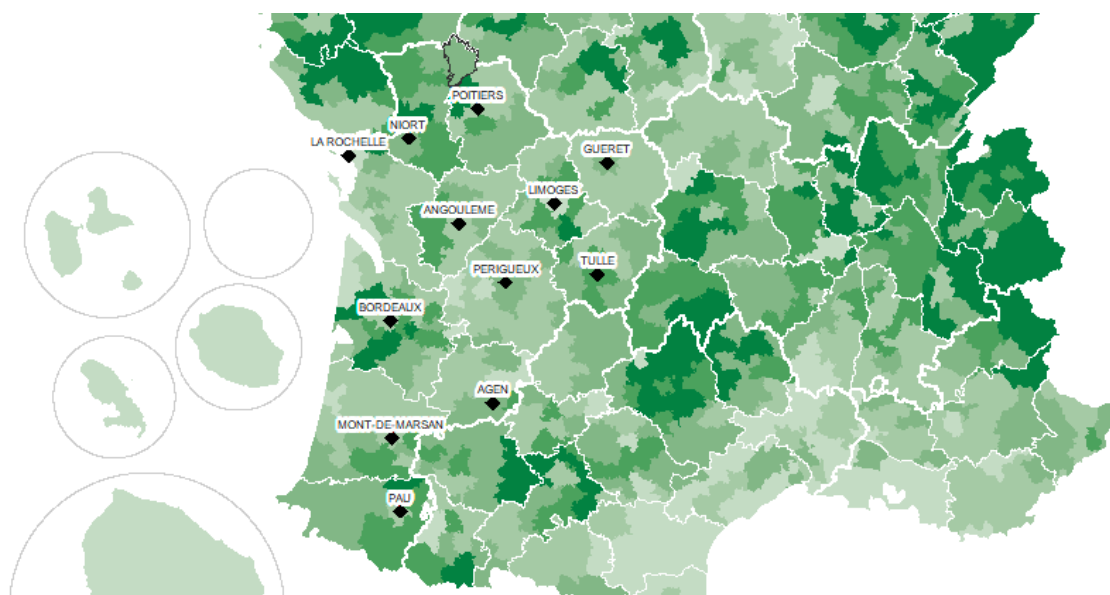 POITIERS
NIORT
LA ROCHELLE
GUERET
LIMOGES
ANGOULEME
TULLE
PERIGUEUX
BORDEAUX
AGEN
MONT-DE-MARSAN
PAU